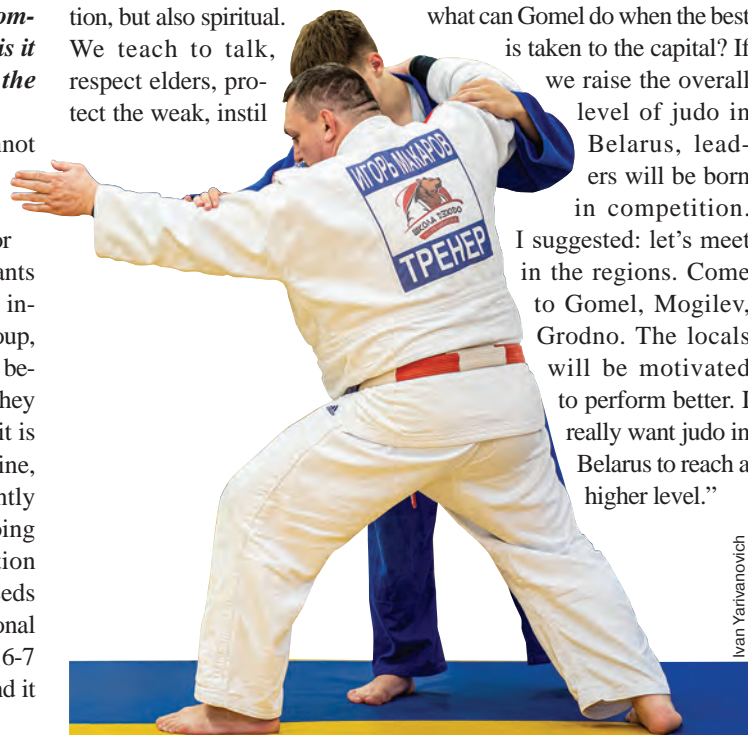 om-
is it
the
nnot
or
ants
in-
oup,
be-
hey
it is
ine,
ntly
oing
tion
eds
onal
6-7
nd it
tion, but also spiritual.
We teach to talk,
respect elders, pro-
tect the weak, instil
what can Gomel do when the best
is taken to the capital? If
we raise the overall
level of judo in
Belarus, lead-
ers will be born
in competition.
I suggested: let’s meet
in the regions. Come
to Gomel, Mogilev,
Grodno. The locals
will be motivated
to perform better. I
really want judo in
Belarus to reach a
higher level.”
ИГОРЬ МАКАРОВ
ШКОЛА ДЗЮДО
ТРЕНЕР
Ivan Yarivanovich